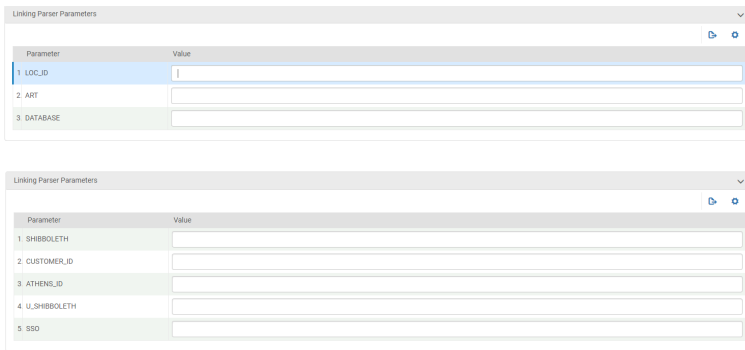 Linking Parser Parameters
Parameter Value
1 LOC_ID
2 ART
3 DATABASE
Linking Parser Parameters
Parameter Value
1 SHIBBOLETH
2 CUSTOMER_ID
3 ATHENS_ID
4 U_SHIBBOLETH
5 SSO